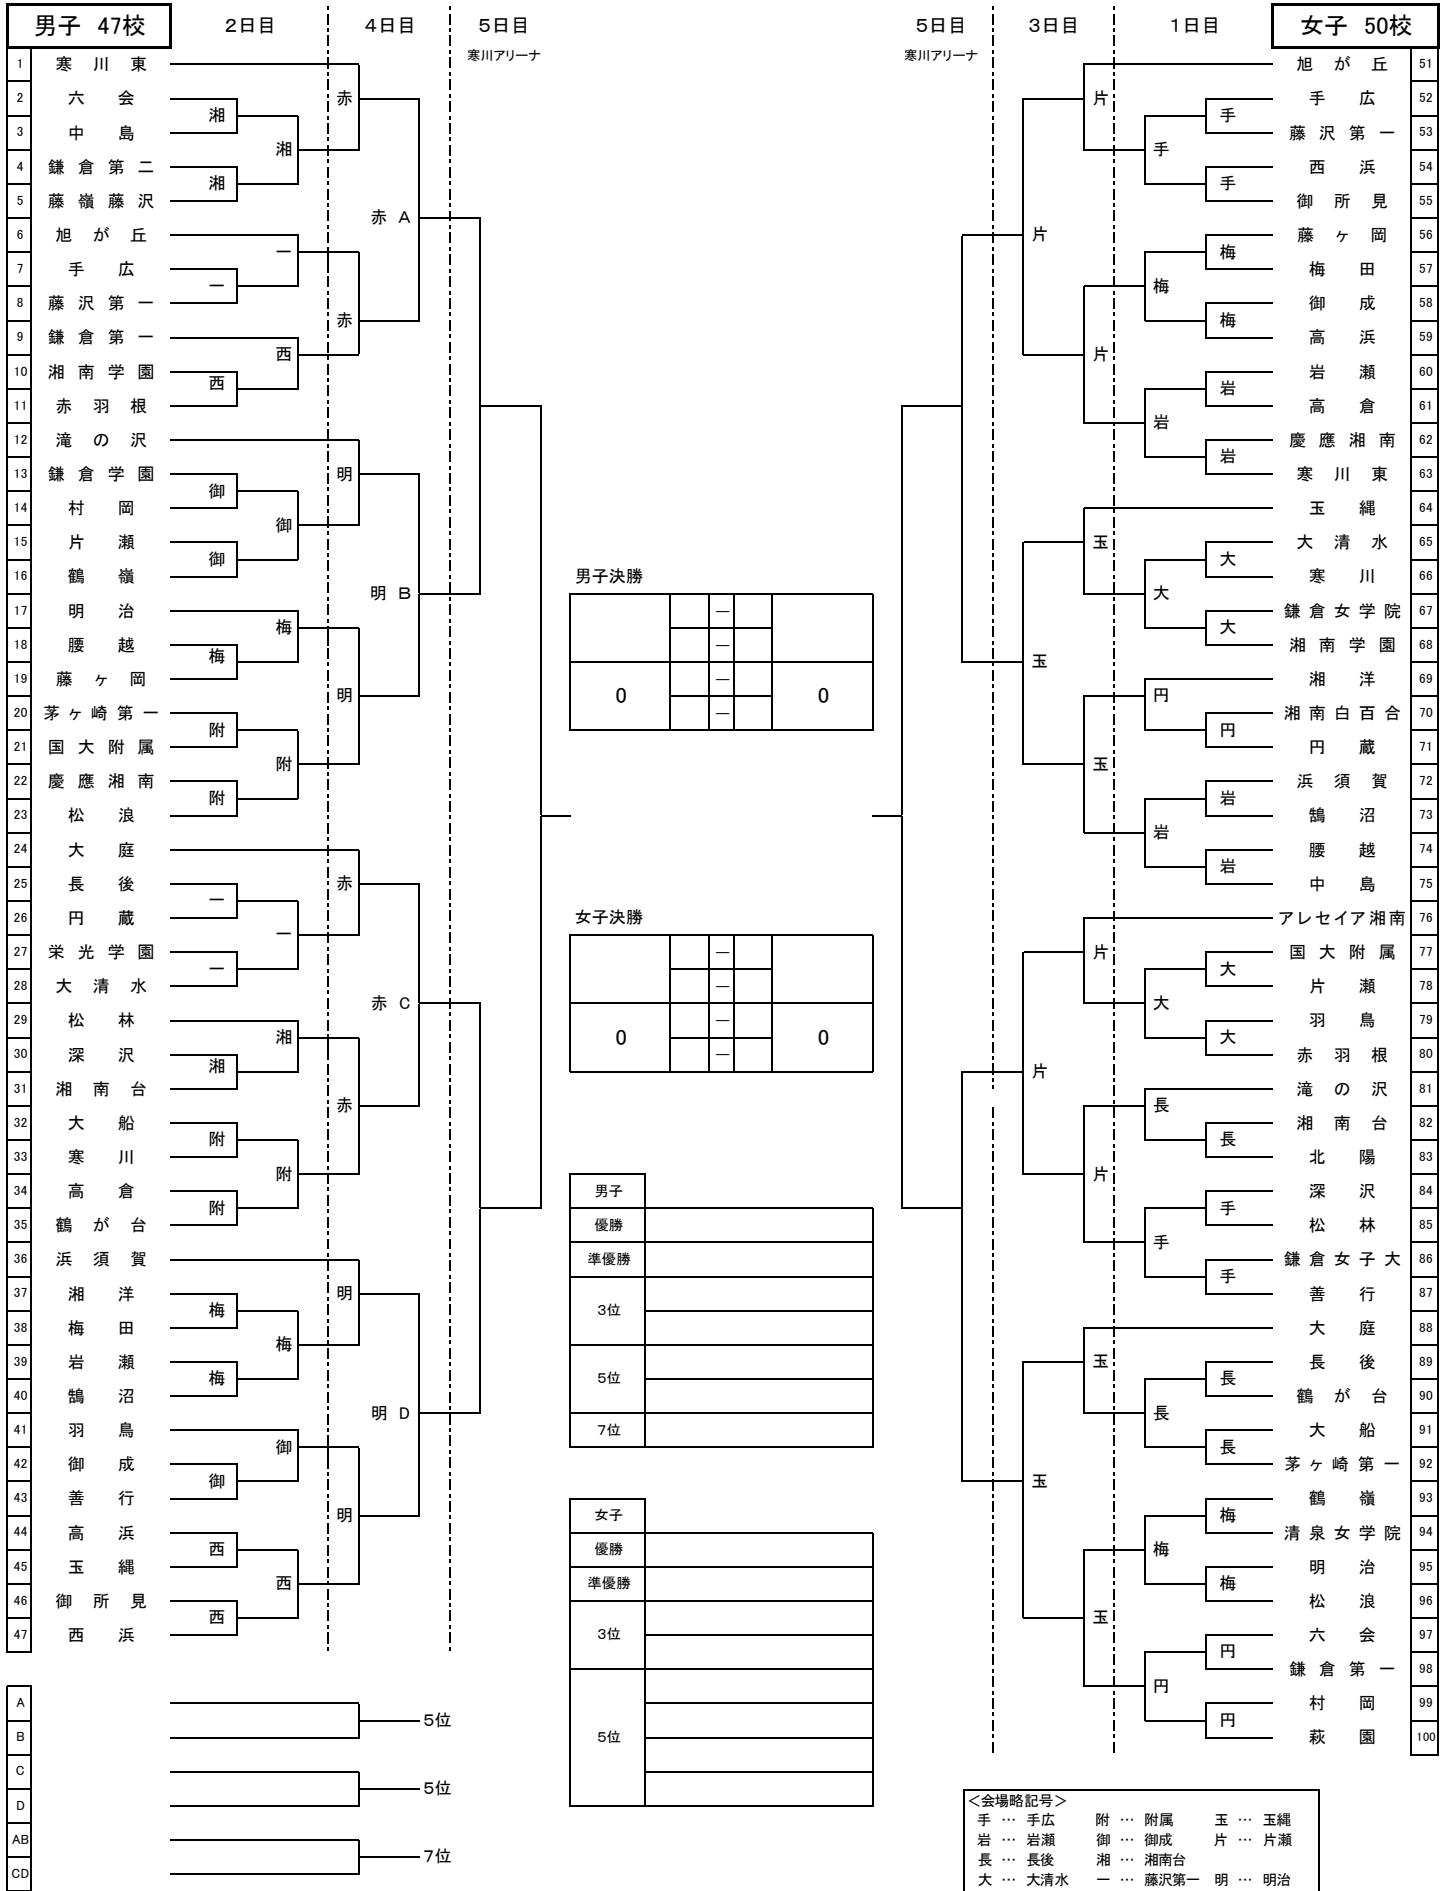 男子 47校
2日目
4日目
5日目
寒川アリーナ
5日目
寒川アリーナ
3日目
1日目
女子 50校
1 寒川東
2 六会
3 中島
4 鎌倉第二
5 藤嶺藤沢
6 旭が丘
7 手広
8 藤沢第一
9 鎌倉第一
10 湘南学園
11 赤羽根
12 滝の沢
13 鎌倉学園
14 村岡
15 片瀬
16 鶴嶺
17 明治
18 腰越
19 藤ヶ岡
20 茅ヶ崎第一
21 国大附属
22 慶應湘南
23 松浪
24 大庭
25 長後
26 円蔵
27 栄光学園
28 大清水
29 松林
30 深沢
31 湘南台
32 大船
33 寒川
34 高倉
35 鶴が台
36 浜須賀
37 湘洋
38 梅田
39 岩瀬
40 鵠沼
41 羽鳥
42 御成
43 善行
44 高浜
45 玉縄
46 御所見
47 西浜
湘
湘
一
西
御
御
梅
附
附
一
一
湘
附
附
梅
梅
御
西
西
湘
一
西
御
梅
附
一
湘
附
梅
御
西
赤
赤
明
明
赤
赤
明
明
赤 A
明 B
赤 C
明 D
A
B
5位
C
D
5位
AB
CD
7位
男子決勝
—
—
0 — 0
—
女子決勝
—
—
0 — 0
—
男子
優勝
準優勝
3位
5位
7位
女子
優勝
準優勝
3位
5位
片
玉
片
玉
片
片
玉
玉
片
片
玉
玉
手
梅
岩
大
円
岩
大
長
手
長
梅
円
手
手
梅
梅
岩
岩
大
大
円
岩
岩
大
大
長
手
手
長
長
梅
梅
円
円
旭が丘 51
手広 52
藤沢第一 53
西浜 54
御所見 55
藤ヶ岡 56
梅田 57
御成 58
高浜 59
岩瀬 60
高倉 61
慶應湘南 62
寒川東 63
玉縄 64
大清水 65
寒川 66
鎌倉女学院 67
湘南学園 68
湘洋 69
湘南白百合 70
円蔵 71
浜須賀 72
鵠沼 73
腰越 74
中島 75
アレセイア湘南 76
国大附属 77
片瀬 78
羽鳥 79
赤羽根 80
滝の沢 81
湘南台 82
北陽 83
深沢 84
松林 85
鎌倉女子大 86
善行 87
大庭 88
長後 89
鶴が台 90
大船 91
茅ヶ崎第一 92
鶴嶺 93
清泉女学院 94
明治 95
松浪 96
六会 97
鎌倉第一 98
村岡 99
萩園 100
＜会場略記号＞
手 … 手広 附 … 附属 玉 … 玉縄
岩 … 岩瀬 御 … 御成 片 … 片瀬
長 … 長後 湘 … 湘南台
大 … 大清水 一 … 藤沢第一 明 … 明治